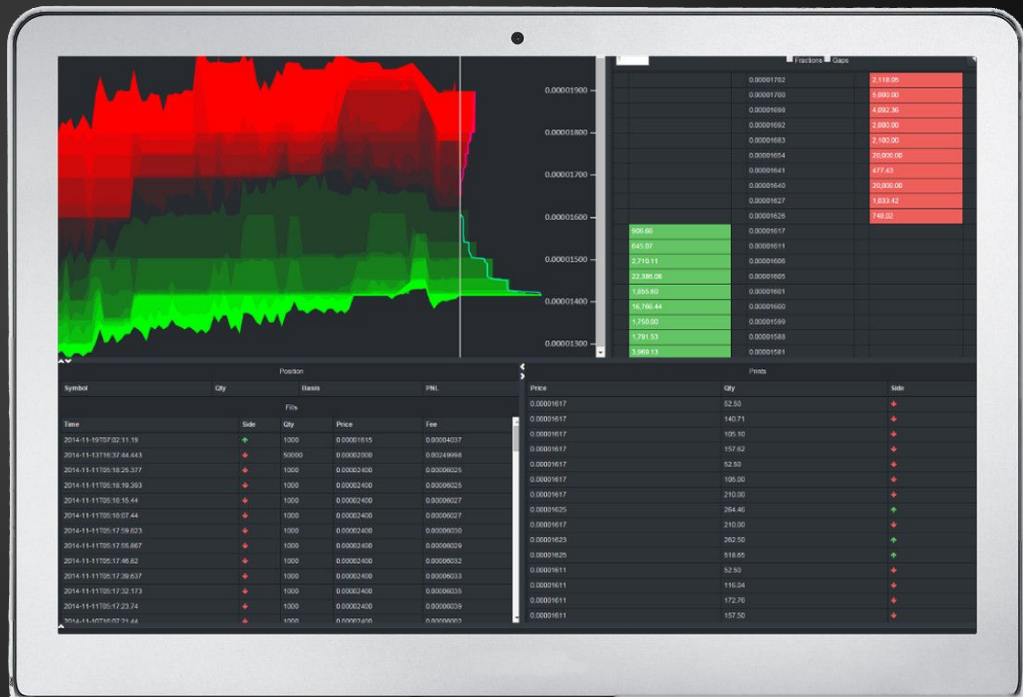 0.00001900
0.00001800
0.00001700
0.00001600
0.00001500
0.00001400
0.00001300
Fractions Gaps
0.00001702 2,118.05
0.00001700 5,000.00
0.00001698 4,092.36
0.00001692 2,000.00
0.00001683 2,100.00
0.00001654 20,000.00
0.00001641 477.43
0.00001640 20,000.00
0.00001627 1,033.42
0.00001626 748.02
906.66 0.00001617
645.07 0.00001611
2,710.11 0.00001606
22,386.08 0.00001605
0.00001601
16,766.44 0.00001600
1,750.00 0.00001599
1,791.53 0.00001588
3,969.13 0.00001581
Position
Symbol Qty Basis PNL
Fills
Time Side Qty Price Fee
2014-11-19T07:02:11.19 1000 0.00001615 0.00004037
2014-11-13T16:37:44.443 50000 0.00002000 0.00249998
2014-11-11T05:18:25.377 1000 0.00002400 0.00006025
2014-11-11T05:18:19.393 1000 0.00002400 0.00006025
2014-11-11T05:18:15.44 1000 0.00002400 0.00006027
2014-11-11T05:18:07.44 1000 0.00002400 0.00006027
2014-11-11T05:17:59.823 1000 0.00002400 0.00006030
2014-11-11T05:17:55.867 1000 0.00002400 0.00006029
2014-11-11T05:17:46.82 1000 0.00002400 0.00006032
2014-11-11T05:17:39.637 1000 0.00002400 0.00006033
2014-11-11T05:17:32.173 1000 0.00002400 0.00006035
2014-11-11T05:17:23.74 1000 0.00002400 0.00006039
2014-11-10T16:07:21.44 1000 0.00002400
Prints
Price Qty Side
0.00001617 52.50
0.00001617 140.71
0.00001617 105.10
0.00001617 157.62
0.00001617 52.50
0.00001617 105.00
0.00001617 210.00
0.00001625 264.46
0.00001617 210.00
0.00001623 262.50
0.00001625 518.65
0.00001611 52.50
0.00001611 116.04
0.00001611 172.70
0.00001611 157.50